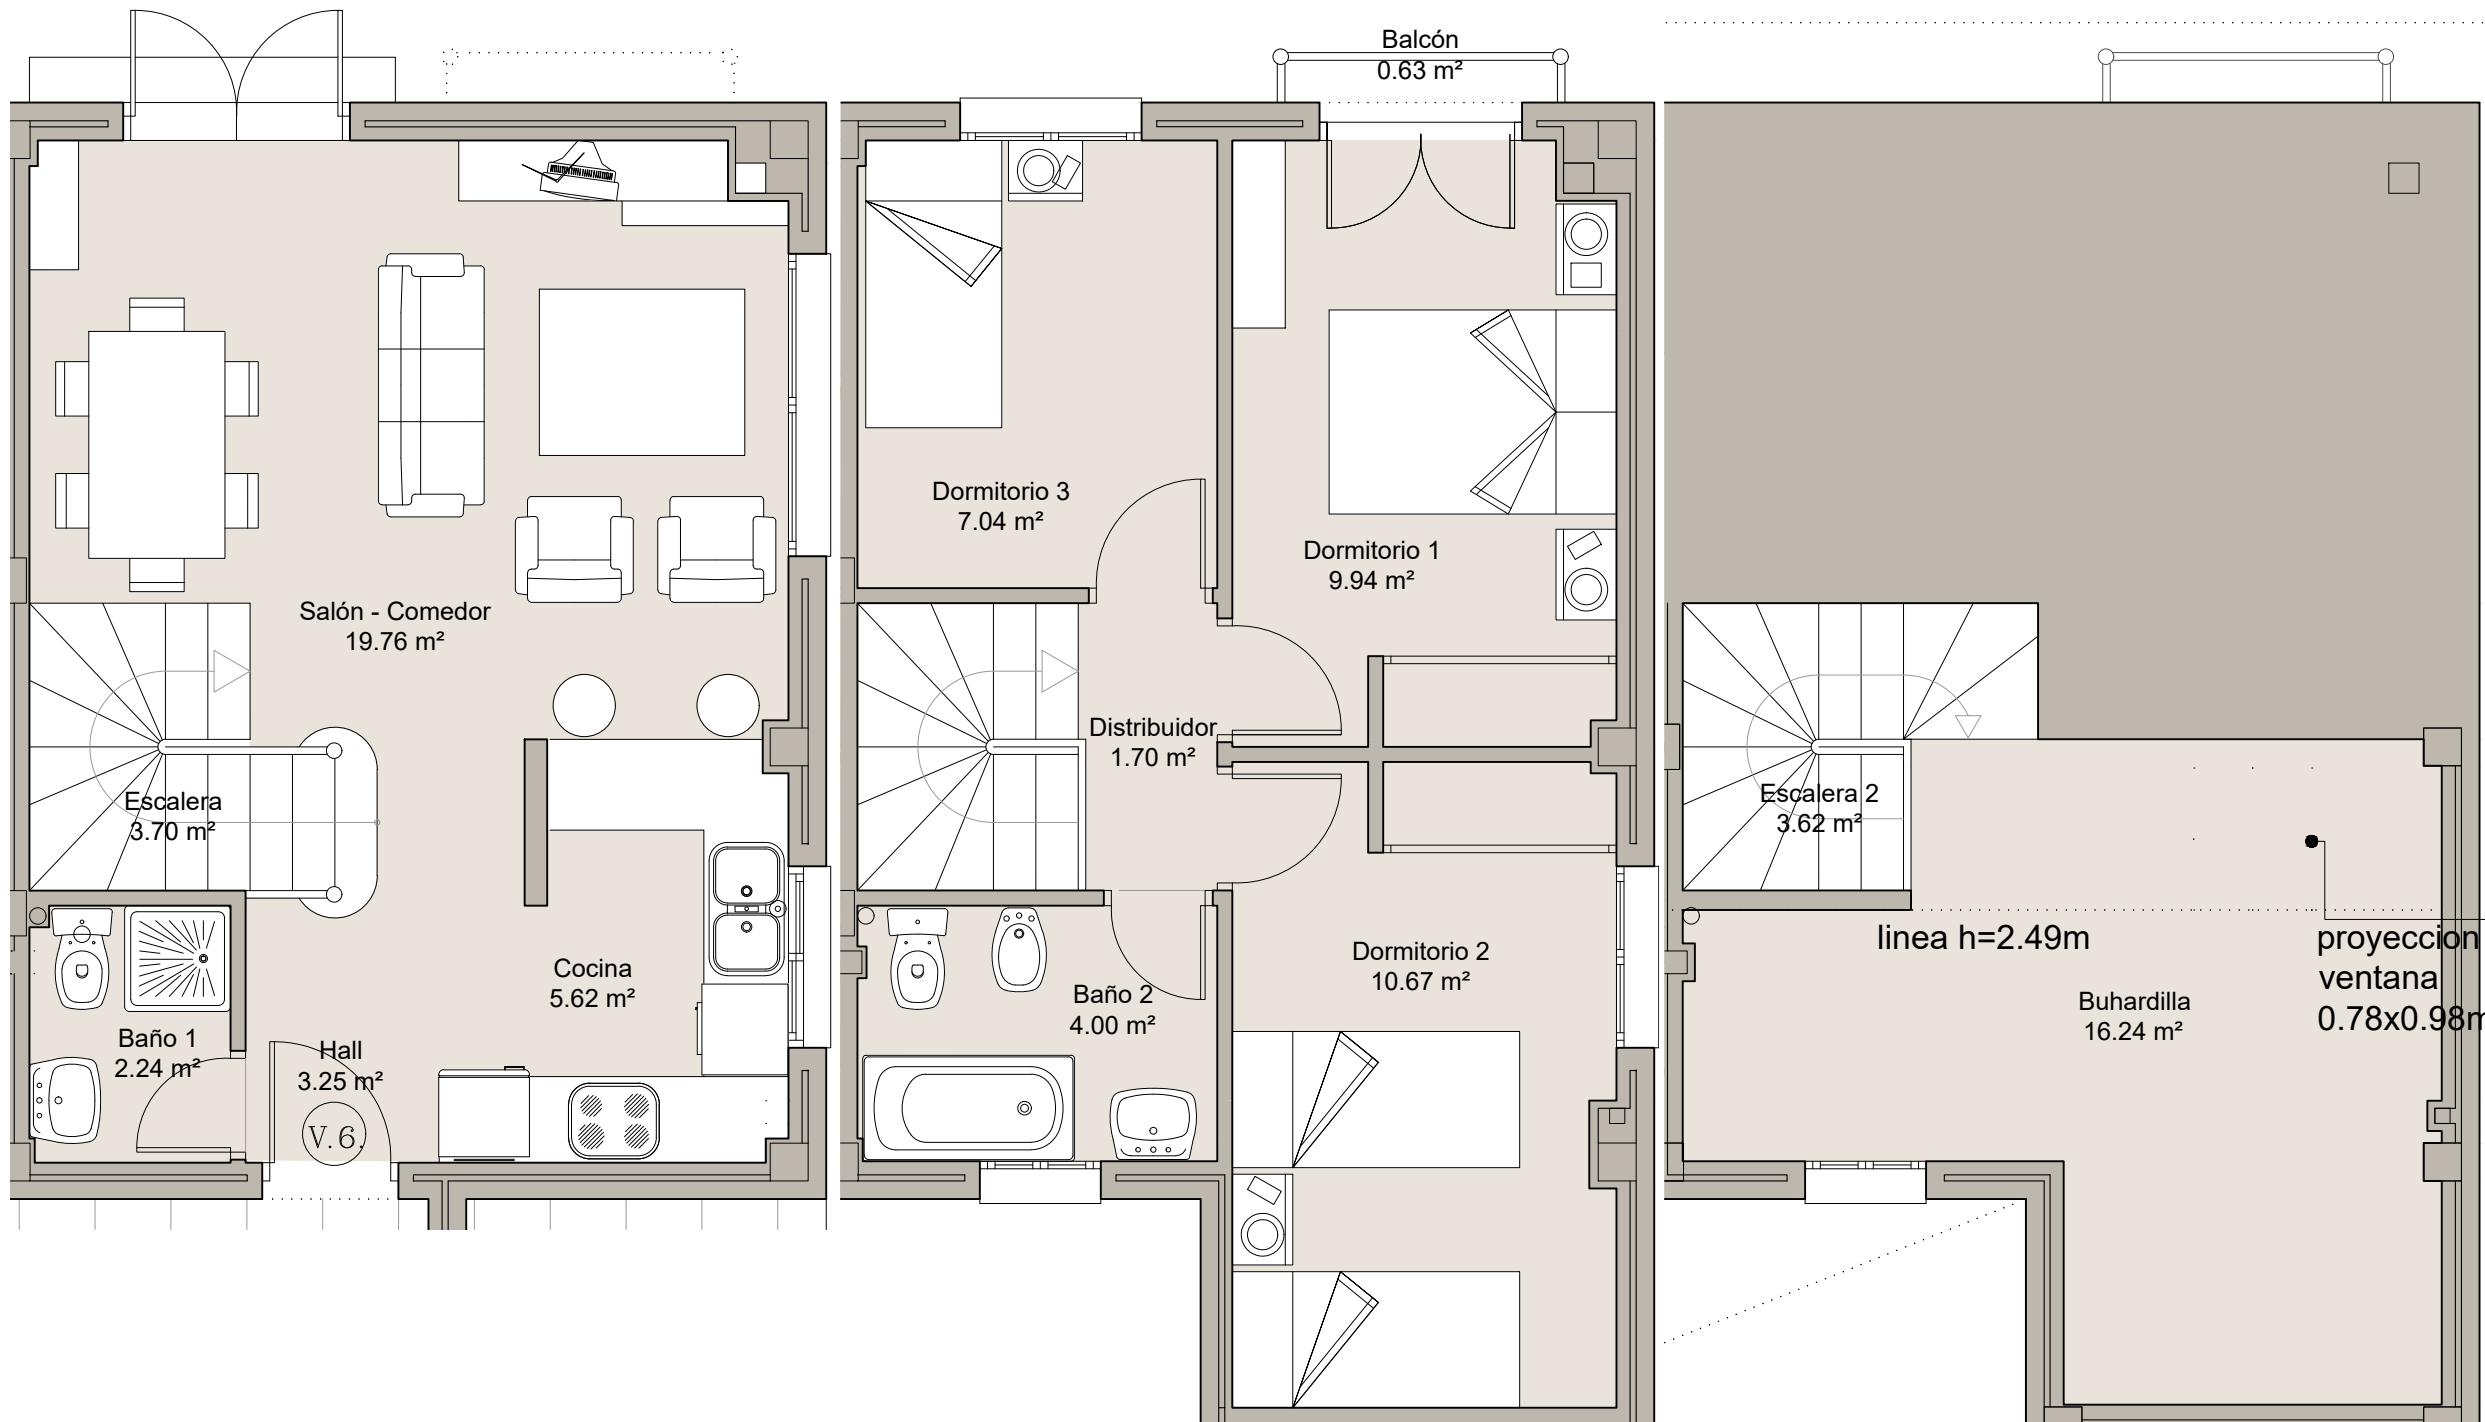 Salón - Comedor
19.76 m²
Escalera
3.70 m²
Baño 1
2.24 m²
Hall
3.25 m²
V.6.
Cocina
5.62 m²
Balcón
0.63 m²
Dormitorio 3
7.04 m²
Dormitorio 1
9.94 m²
Distribuidor
1.70 m²
Dormitorio 2
10.67 m²
Baño 2
4.00 m²
Escalera 2
3.62 m²
linea h=2.49m
proyeccion
ventana
0.78x0.98m
Buhardilla
16.24 m²